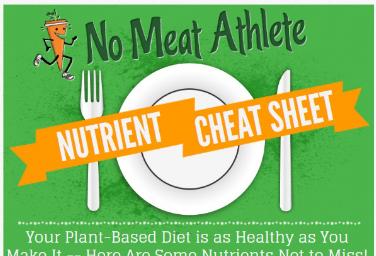 No Meat Athlete
NUTRIENT CHEAT SHEET
Your Plant-Based Diet is as Healthy as You
Make It -- Here Are Some Nutrients Not to Miss!